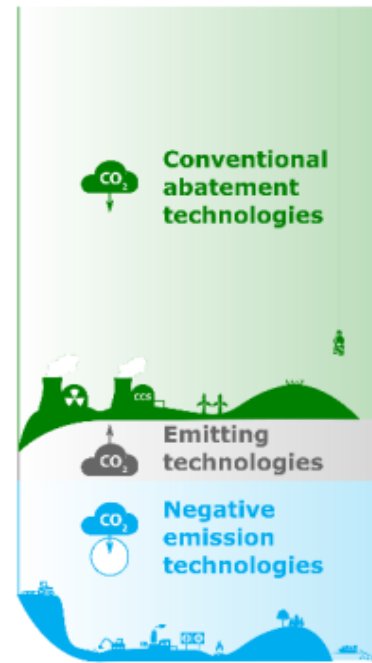 CO2
Conventional
abatement
technologies
CCS
Emitting
technologies
CO2
Negative
emission
technologies
CO2